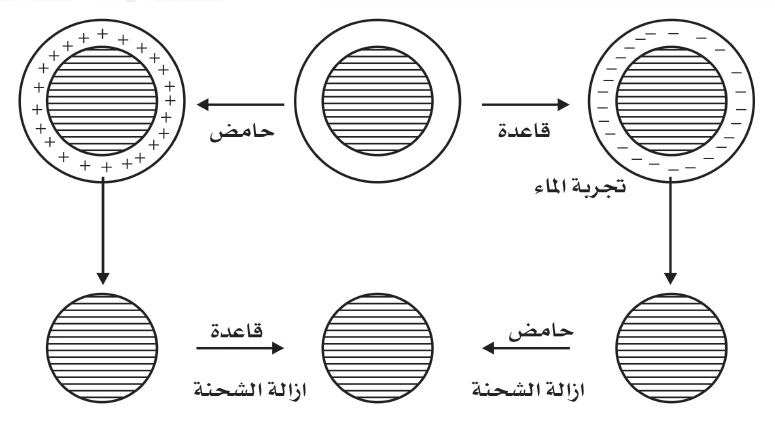 حامض
قاعدة
تجربة الماء
قاعدة
ازالة الشحنة
حامض
ازالة الشحنة